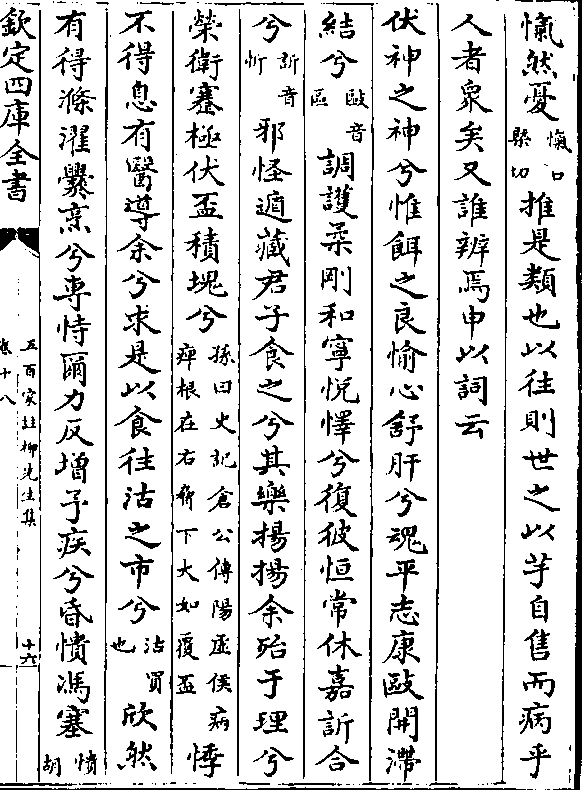 愾然憂愾口槩切推是類也以往則世之以芋自售而病乎
人者衆矣又誰辨焉申以詞云
伏神之神兮惟餌之良愉心舒肝兮魂平志康毆開滯
結兮毆音區調護柔剛和寧悅懌兮復彼恒常休嘉訢合
兮訢音忻邪怪遁藏君子食之兮其樂揚揚余殆于理兮
榮衛蹇極伏盃積塊兮孫曰史記倉公傳陽虛侯病痺根在右脅下大如覆盃悸
不得息有醫導余兮求是以食往沽之市兮沽買也欣然
有得滌濯爨烹兮専恃爾力反增予疾兮昏憒馮塞憒胡
欽定四庫全書
五百家註柳先生集
卷十八
十六